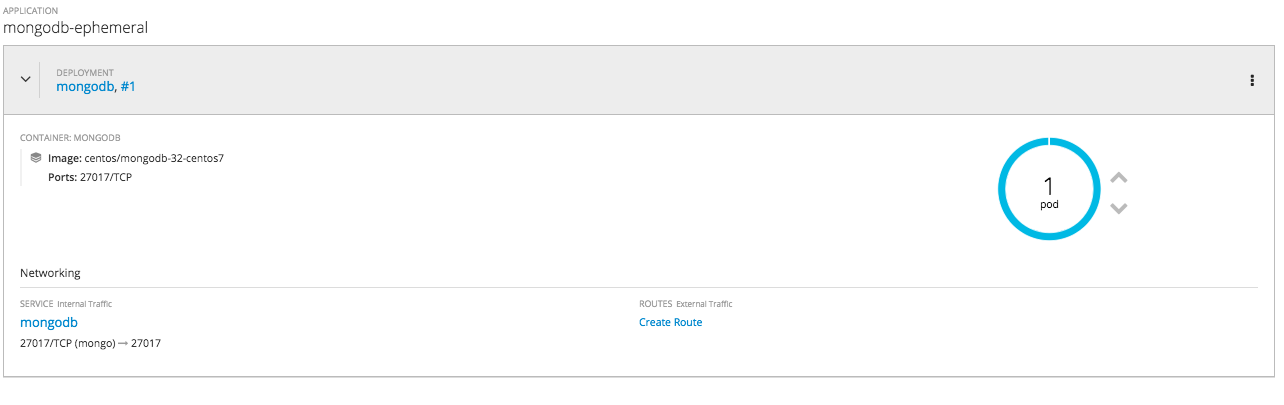 APPLICATION
mongodb-ephemeral
DEPLOYMENT
mongodb, #1
CONTAINER: MONGODB
Image: centos/mongodb-32-centos7
Ports: 27017/TCP
1
pod
Networking
SERVICE Internal Traffic
mongodb
27017/TCP (mongo) → 27017
ROUTES External Traffic
Create Route